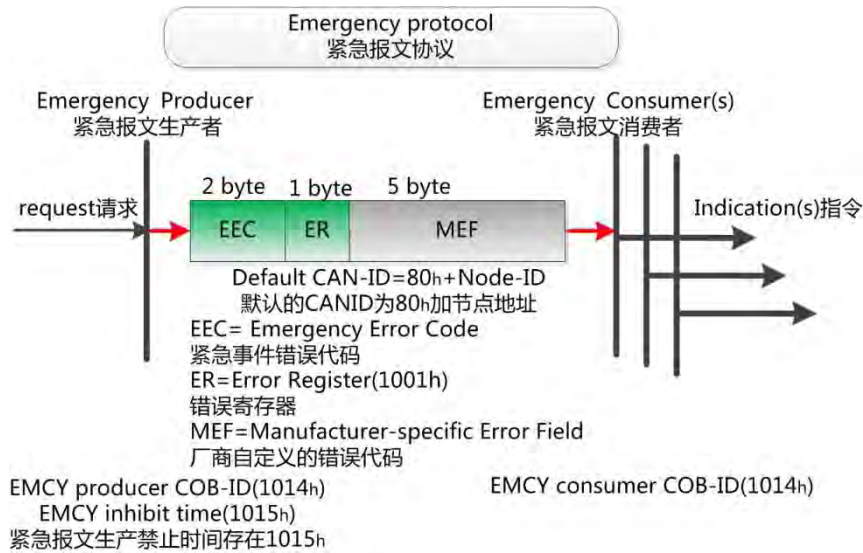 Emergency protocol
紧急报文协议
Emergency Producer
紧急报文生产者
Emergency Consumer(s)
紧急报文消费者
2 byte
1 byte
5 byte
request请求
EEC
ER
MEF
Indication(s)指令
Default CAN-ID=80h+Node-ID
默认的CANID为80h加节点地址
EEC= Emergency Error Code
紧急事件错误代码
ER=Error Register(1001h)
错误寄存器
MEF=Manufacturer-specific Error Field
厂商自定义的错误代码
EMCY producer COB-ID(1014h)
EMCY inhibit time(1015h)
紧急报文生产禁止时间存在1015h
EMCY consumer COB-ID(1014h)